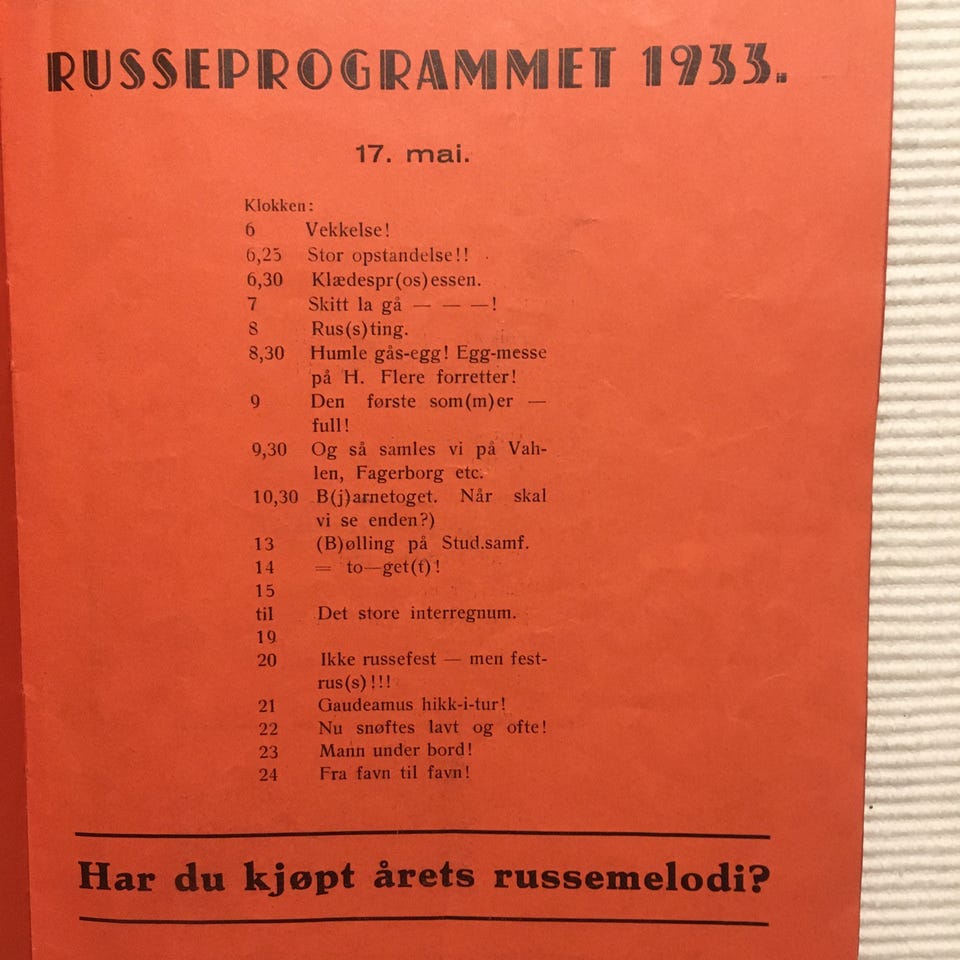 RUSSEPROGRAMMET 1933.
17. mai.
Klokken:
6 Vekkelse!
6,25 Stor opstandelse!!
6,30 Klædespr(os)essen.
7 Skitt la gå — — —!
8 Rus(s)ting.
8,30 Humle gås-egg! Egg-messe
på H. Flere forretter!
9 Den første som(m)er —
full!
9,30 Og så samles vi på Vah-
len, Fagerborg etc.
10,30 B(j)arnetoget. Når skal
vi se enden?)
13 (B)ølling på Stud.samf.
14 = to—get(f)!
15
til Det store interregnum.
19
20 Ikke russefest — men fest-
rus(s)!!!
21 Gaudeamus hikk-i-tur!
22 Nu snøftes lavt og ofte!
23 Mann under bord!
24 Fra favn til favn!
Har du kjøpt årets russemelodi?